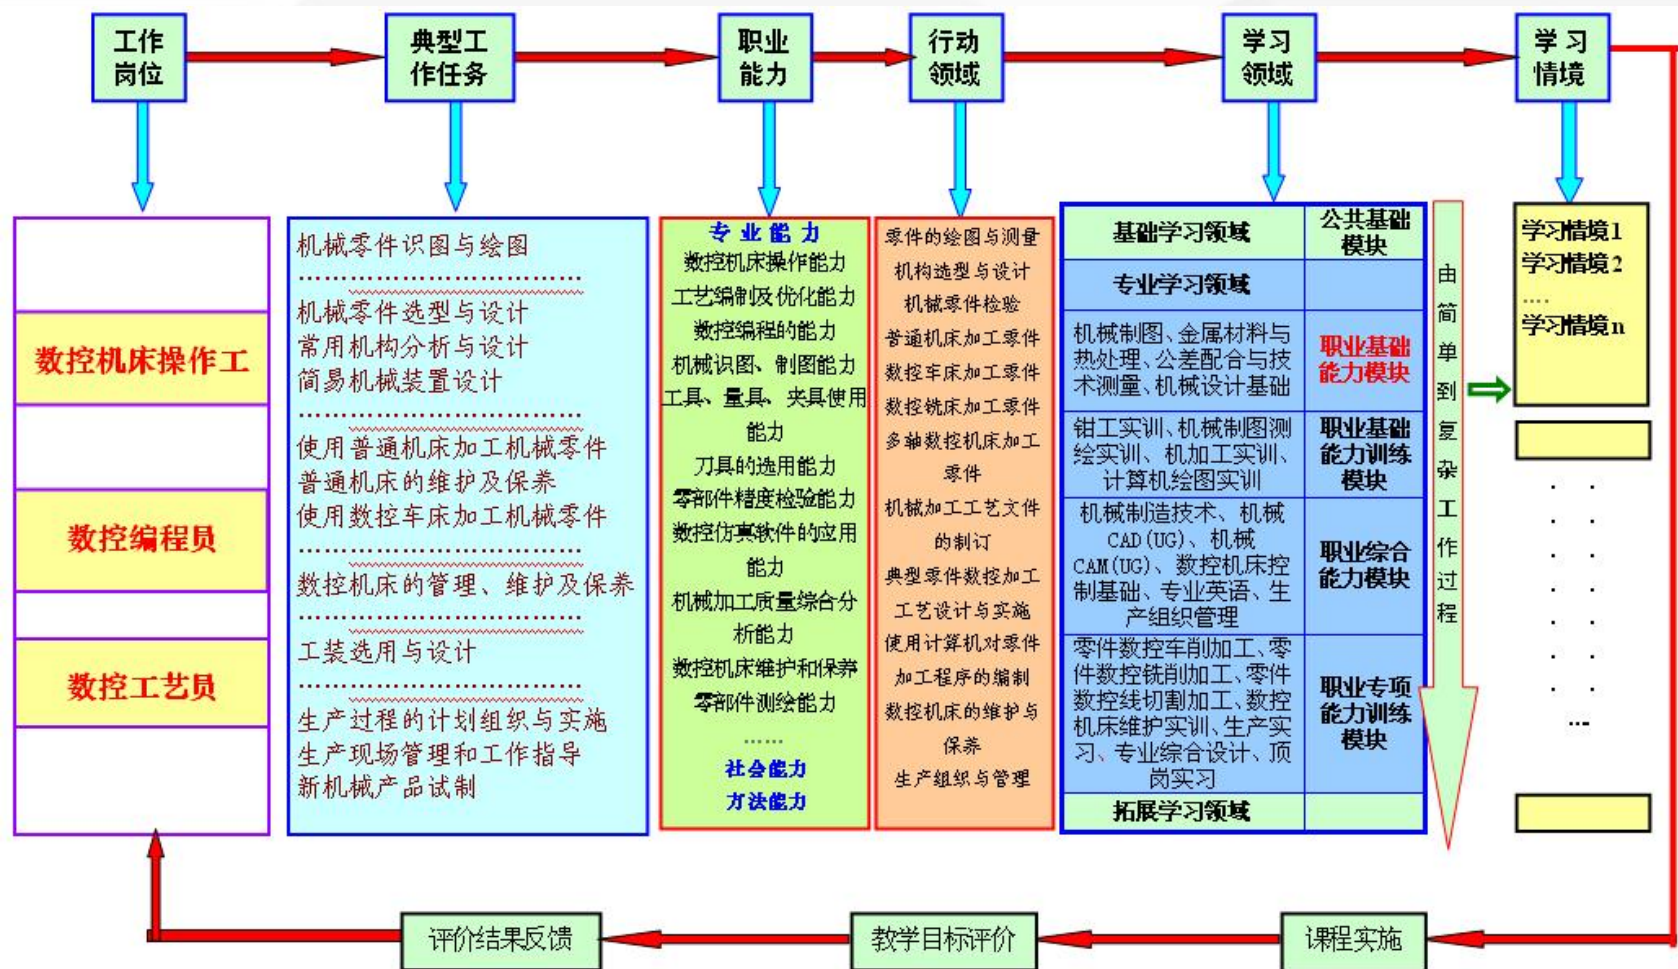 工作
岗位
典型工
作任务
职业
能力
行动
领域
学习
领域
学习
情境
数控机床操作工
数控编程员
数控工艺员
机械零件识图与绘图
................................
机械零件选型与设计
常用机构分析与设计
简易机械装置设计
................................
使用普通机床加工机械零件
普通机床的维护及保养
使用数控车床加工机械零件
................................
数控机床的管理、维护及保养
................................
工装选用与设计
................................
生产过程的计划组织与实施
生产现场管理和工作指导
新机械产品试制
专业能力
数控机床操作能力
工艺编制及优化能力
数控编程的能力
机械识图、制图能力
工具、量具、夹具使用
能力
刀具的选用能力
零部件精度检验能力
数控仿真软件的应用
能力
机械加工质量综合分
析能力
数控机床维护和保养
零部件测绘能力
......
社会能力
方法能力
零件的绘图与测量
机构选型与设计
机械零件检验
普通机床加工零件
数控车床加工零件
数控铣床加工零件
多轴数控机床加工
零件
机械加工工艺文件
的制订
典型零件数控加工
工艺设计与实施
使用计算机对零件
加工程序的编制
数控机床的维护与
保养
生产组织与管理
基础学习领域
公共基础
模块
专业学习领域
机械制图、金属材料与
热处理、公差配合与技
术测量、机械设计基础
职业基础
能力模块
钳工实训、机械制图测
绘实训、机加工实训、
计算机绘图实训
职业基础
能力训练
模块
机械制造技术、机械
CAD(UG)、机械
CAM(UG)、数控机床控
制基础、专业英语、生
产组织管理
职业综合
能力模块
零件数控车削加工、零
件数控铣削加工、零件
数控线切割加工、数控
机床维护实训、生产实
习、专业综合设计、顶
岗实习
职业专项
能力训练
模块
拓展学习领域
由简单到复杂工作过程
学习情境1
学习情境2
....
学习情境n
...
评价结果反馈
教学目标评价
课程实施